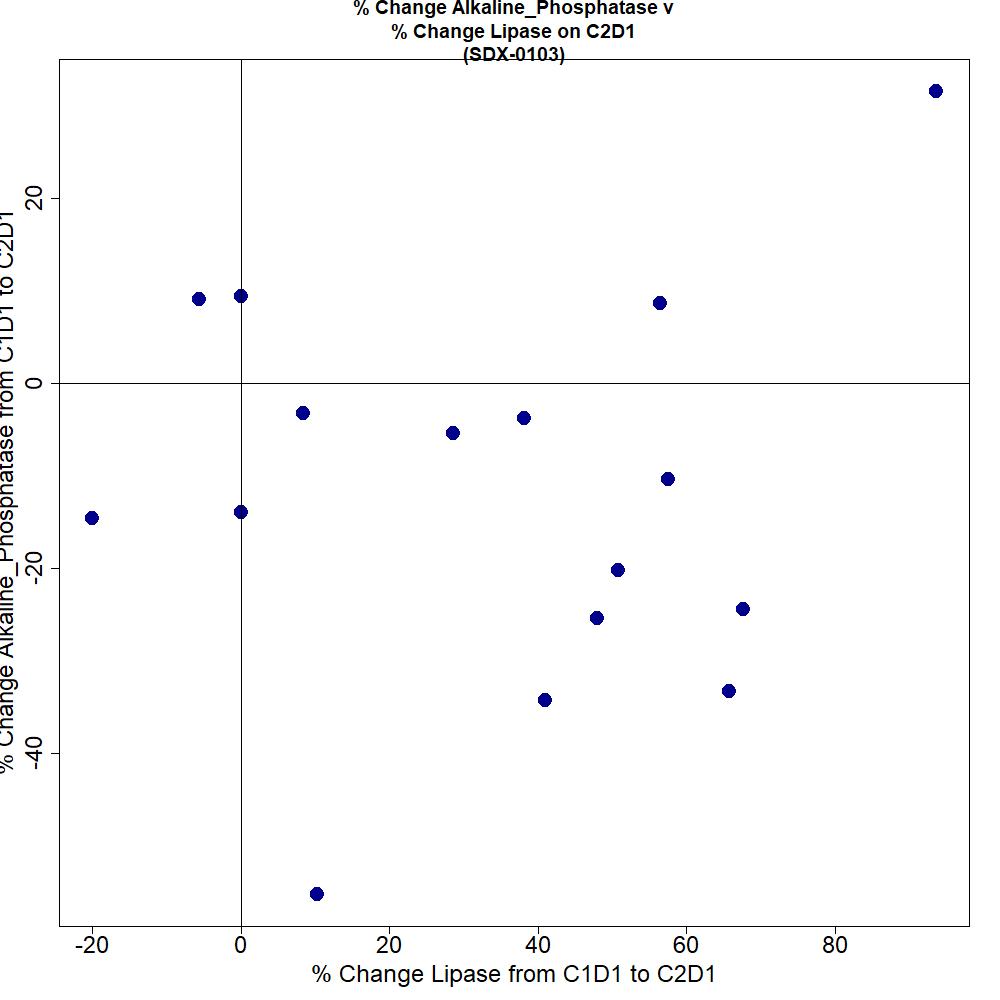 % Change Alkaline_Phosphatase v
% Change Lipase on C2D1
(SDX-0103)
% Change Alkaline_Phosphatase from C1D1 to C2D1
20
0
-20
-40
-20
0
20
40
60
80
% Change Lipase from C1D1 to C2D1